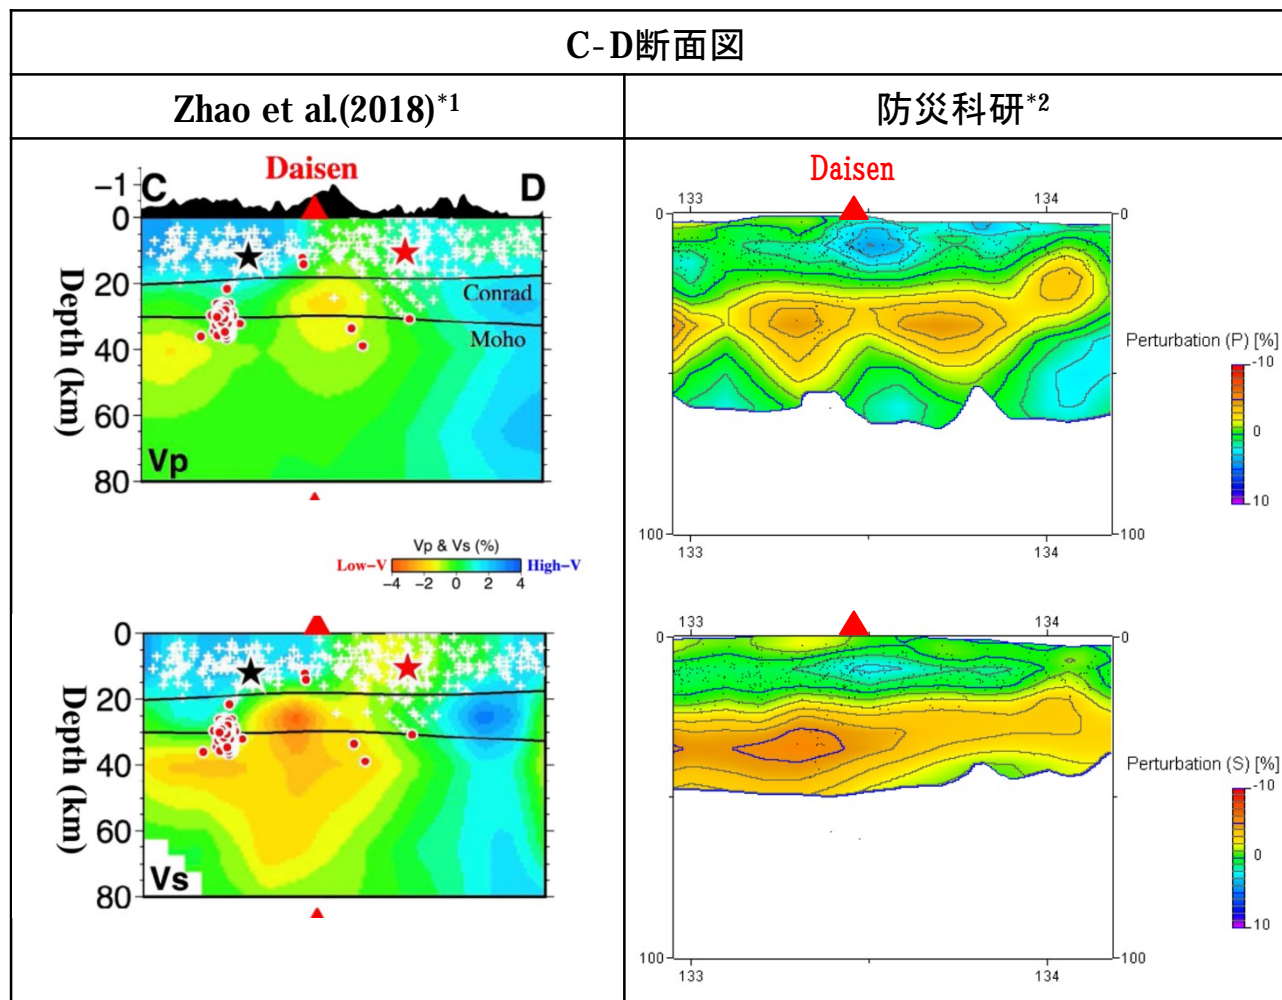 C-D断面図
Zhao et al.(2018)*1
防災科研*2
Daisen
C
D
−1
0
20
40
60
80
Depth (km)
Conrad
Moho
Vp
Vp & Vs (%)
Low−V
High−V
−4 −2 0 2 4
0
20
40
60
80
Depth (km)
Vs
Daisen
133 134
0 0
100 100
133 134
Perturbation (P) [%]
-10
0
10
133 134
0 0
100 100
133 134
Perturbation (S) [%]
-10
0
10